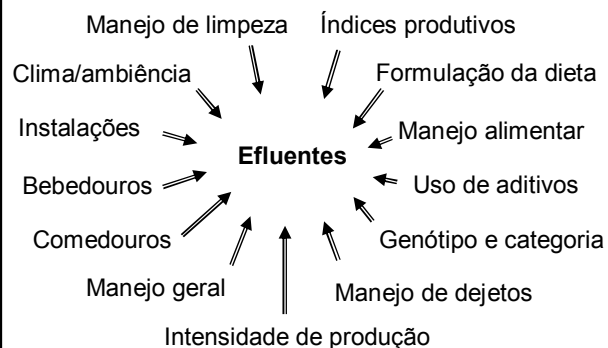 Manejo de limpeza Índices produtivos
Clima/ambiência Formulação da dieta
Instalações Manejo alimentar
Efluentes
Bebedouros Uso de aditivos
Comedouros Genótipo e categoria
Manejo geral Manejo de dejetos
Intensidade de produção